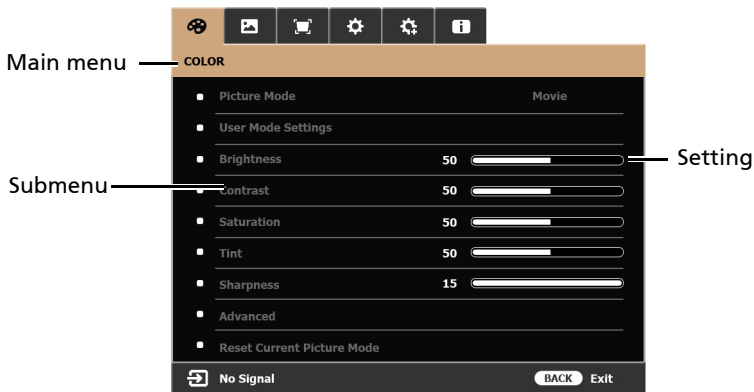 Main menu
COLOR
Picture Mode Movie
User Mode Settings
Brightness 50
Setting
Submenu
Contrast 50
Saturation 50
Tint 50
Sharpness 15
Advanced
Reset Current Picture Mode
No Signal BACK Exit